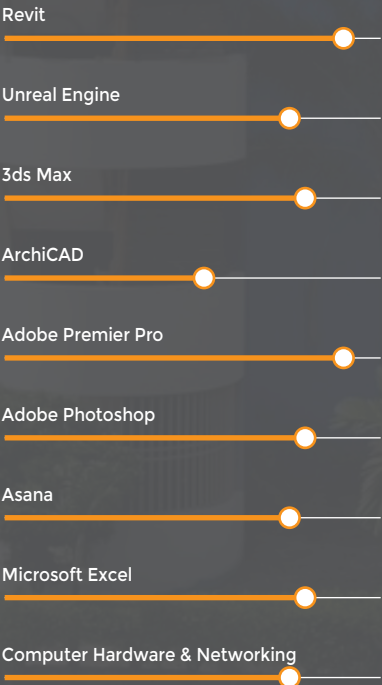 Revit
Unreal Engine
3ds Max
ArchiCAD
Adobe Premier Pro
Adobe Photoshop
Asana
Microsoft Excel
Computer Hardware & Networking